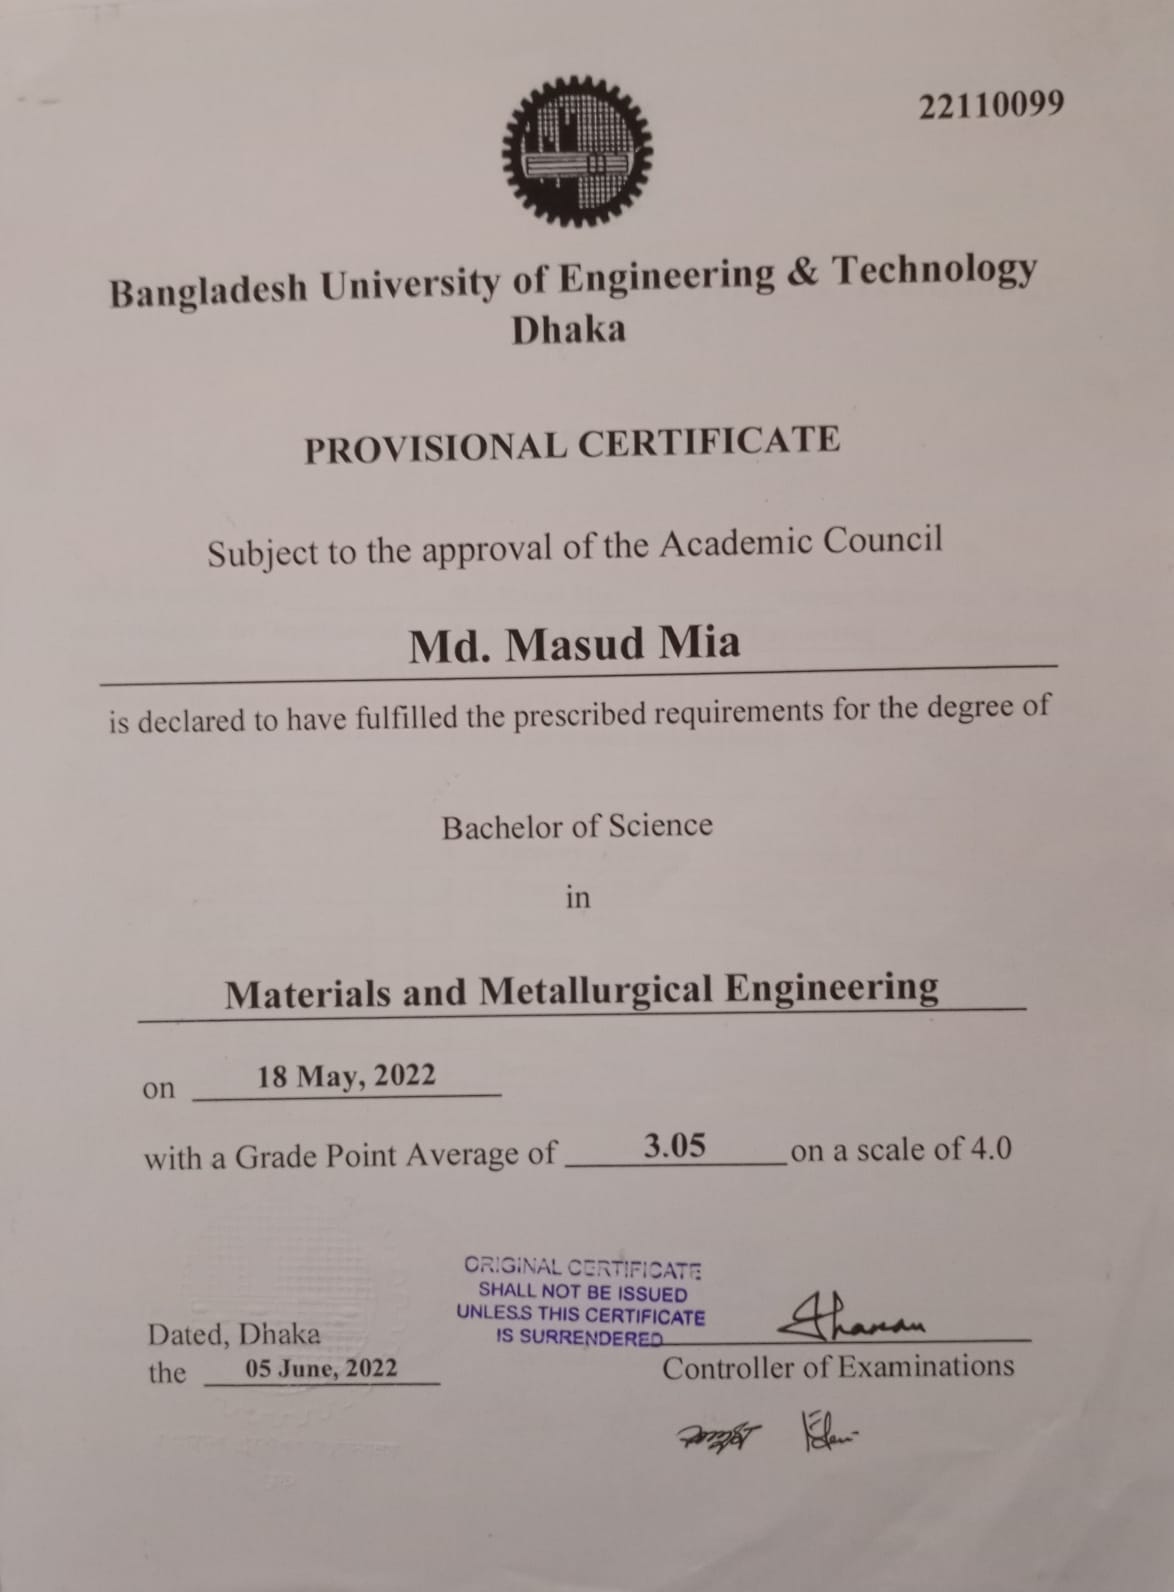 22110099
Bangladesh University of Engineering & Technology
Dhaka
PROVISIONAL CERTIFICATE
Subject to the approval of the Academic Council
Md. Masud Mia
is declared to have fulfilled the prescribed requirements for the degree of
Bachelor of Science
in
Materials and Metallurgical Engineering
on 18 May, 2022
with a Grade Point Average of 3.05 on a scale of 4.0
ORIGINAL CERTIFICATE
SHALL NOT BE ISSUED
UNLESS THIS CERTIFICATE
IS SURRENDERED
Dated, Dhaka
the 05 June, 2022
Controller of Examinations